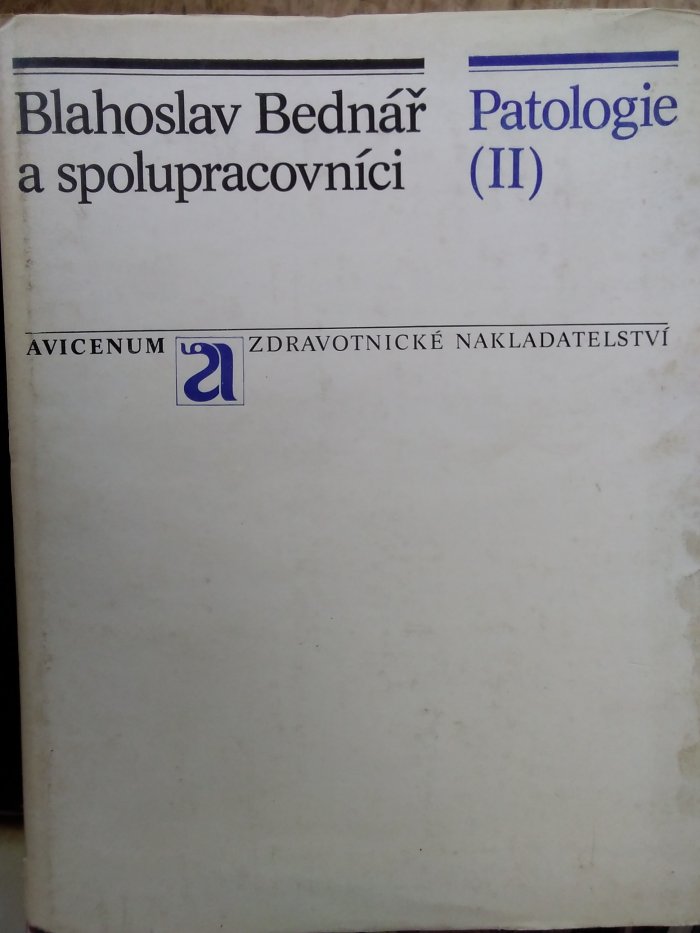 Blahoslav Bednář
a spolupracovníci
Patologie
(II)
AVICENUM a ZDRAVOTNICKÉ NAKLADATELSTVÍ